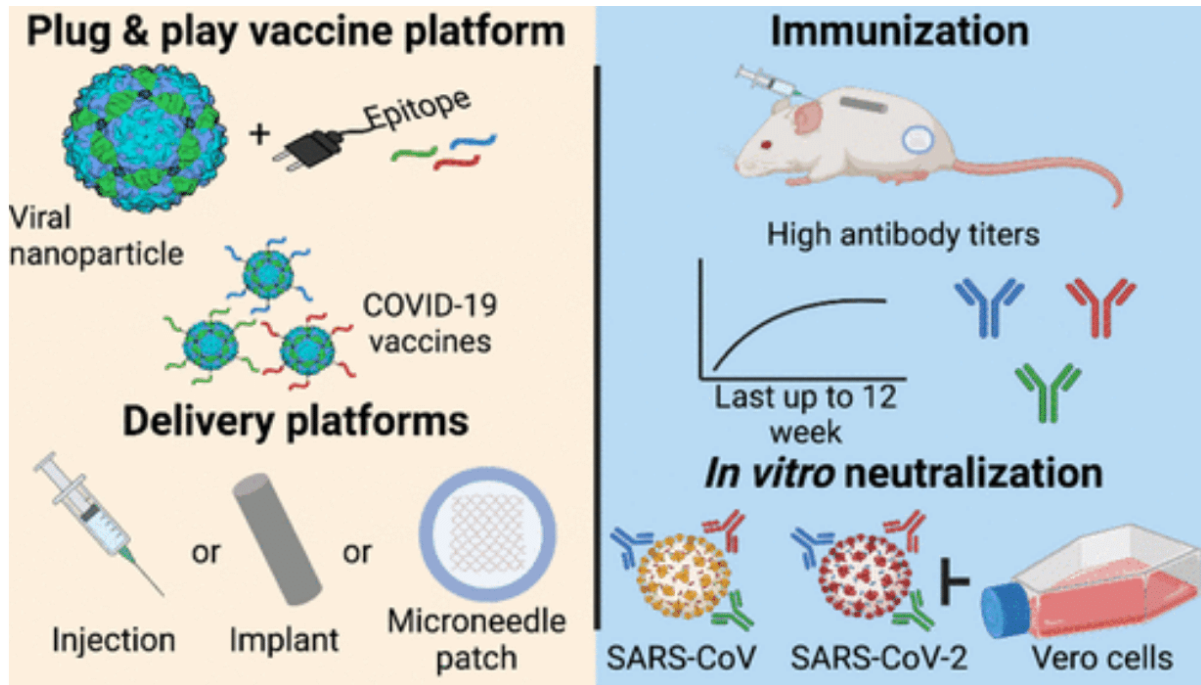 Plug & play vaccine platform
+
Epitope
Viral
nanoparticle
COVID-19
vaccines
Delivery platforms
or
or
Injection
Implant
Microneedle
patch
Immunization
High antibody titers
Last up to 12
week
In vitro neutralization
SARS-CoV
SARS-CoV-2
Vero cells